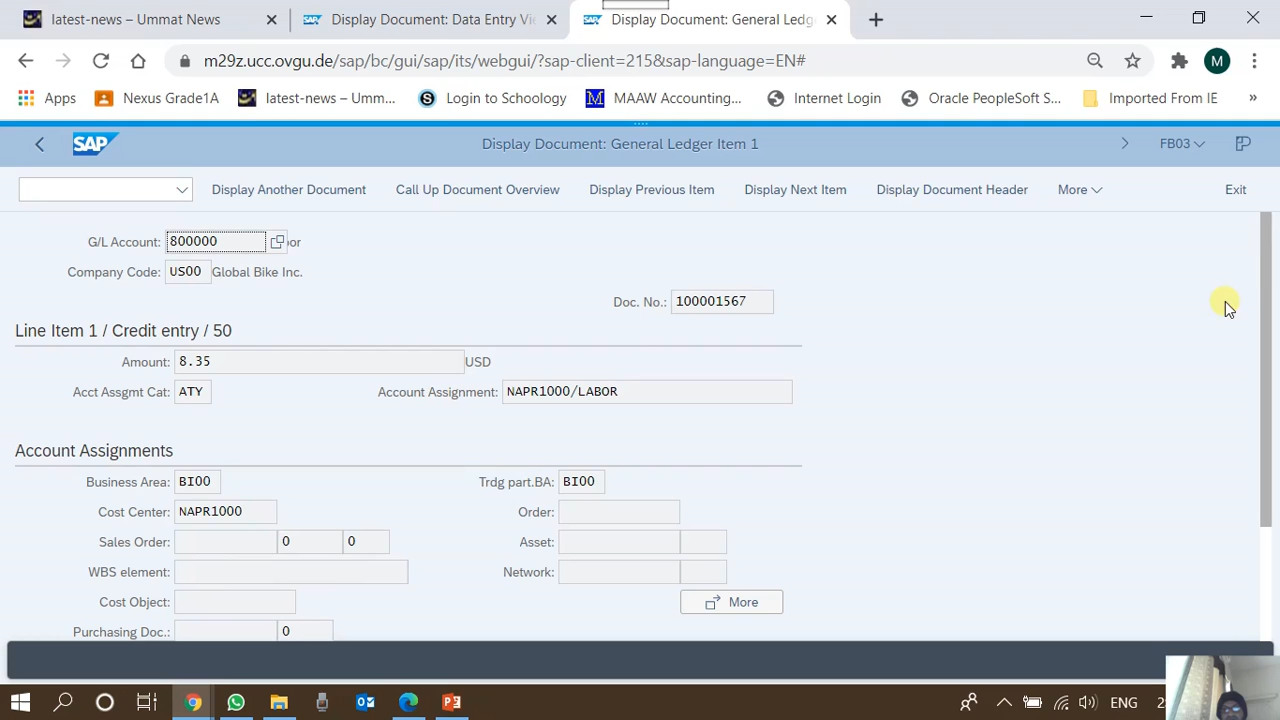 latest-news – Ummat News
Display Document: Data Entry Vie
Display Document: General Ledge
m29z.ucc.ovgu.de/sap/bc/gui/sap/its/webgui/?sap-client=215&sap-language=EN#
M
Apps
Nexus Grade1A
latest-news – Umm...
Login to Schoology
MAAW Accounting...
Internet Login
Oracle PeopleSoft S...
Imported From IE
»
SAP
Display Document: General Ledger Item 1
FB03
Display Another Document
Call Up Document Overview
Display Previous Item
Display Next Item
Display Document Header
More
Exit
G/L Account: 800000 or
Company Code: US00 Global Bike Inc.
Doc. No.: 100001567
Line Item 1 / Credit entry / 50
Amount: 8.35 USD
Acct Assgmt Cat: ATY Account Assignment: NAPR1000/LABOR
Account Assignments
Business Area: BI00 Trdg part.BA: BI00
Cost Center: NAPR1000 Order:
Sales Order: 0 0 Asset:
WBS element: Network:
Cost Object: More
Purchasing Doc.: 0
ENG